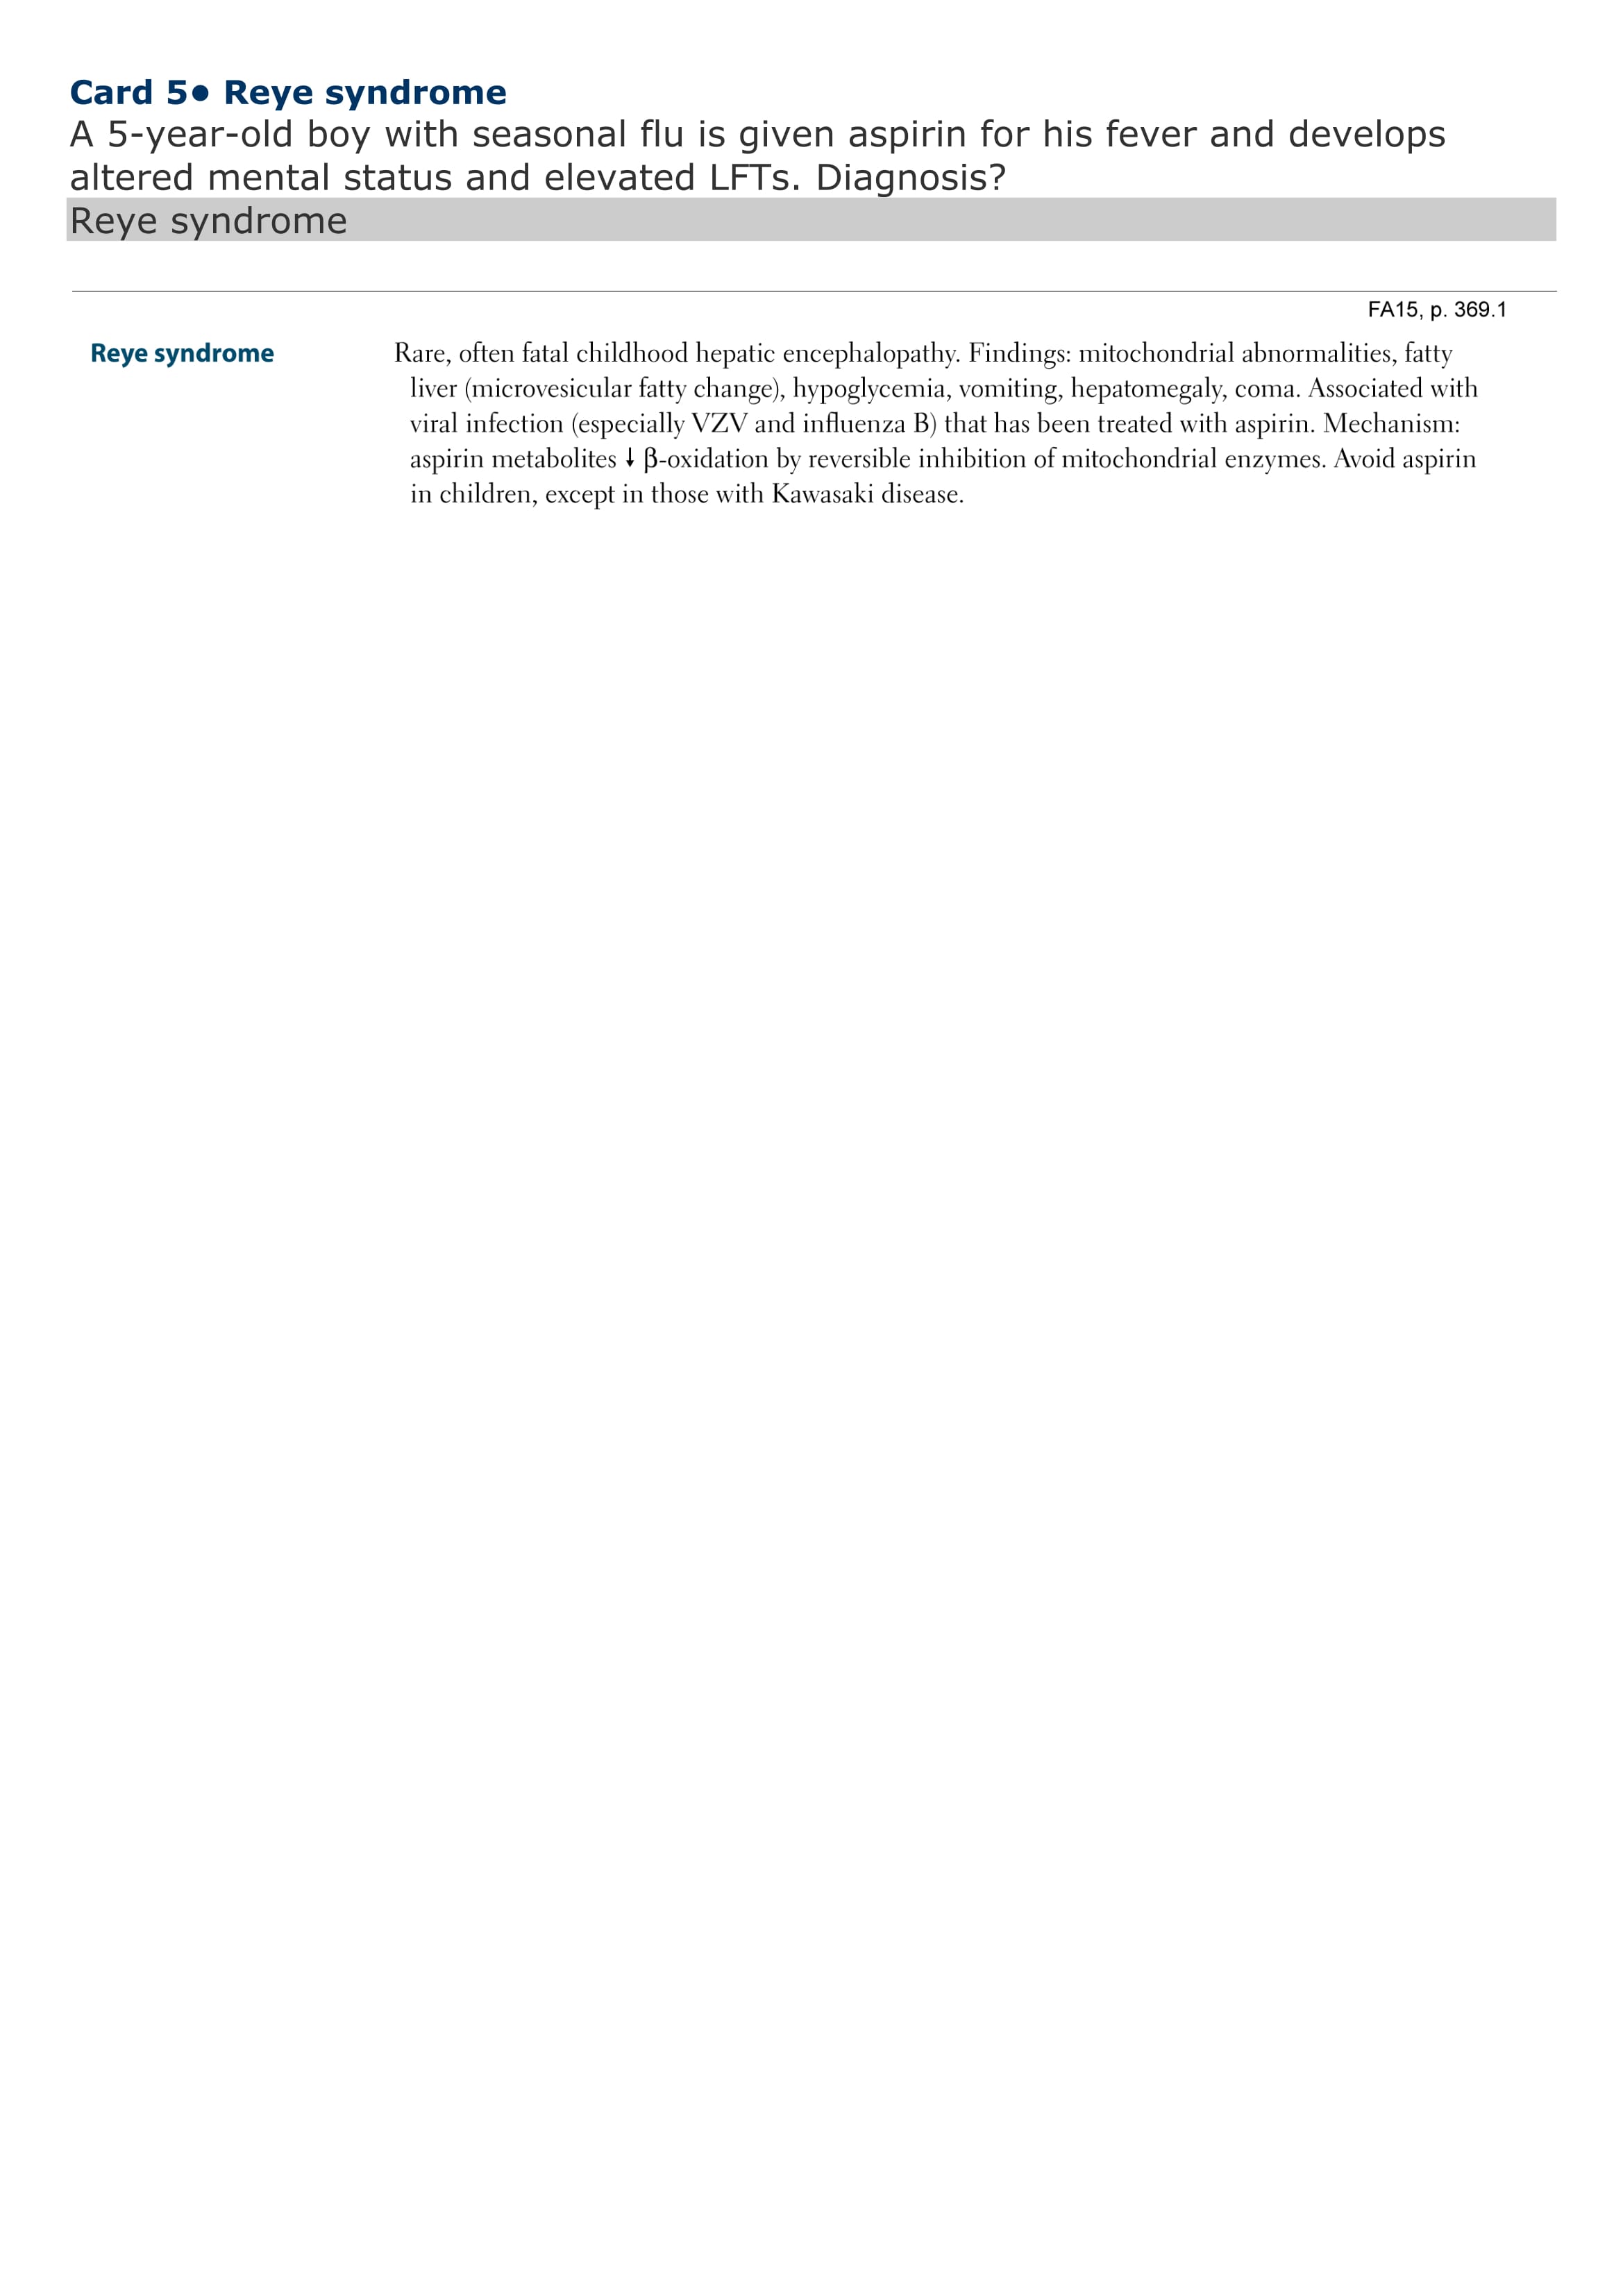 Card 5● Reye syndrome
A 5-year-old boy with seasonal flu is given aspirin for his fever and develops
altered mental status and elevated LFTs. Diagnosis?
Reye syndrome
FA15, p. 369.1
Reye syndrome Rare, often fatal childhood hepatic encephalopathy. Findings: mitochondrial abnormalities, fatty
liver (microvesicular fatty change), hypoglycemia, vomiting, hepatomegaly, coma. Associated with
viral infection (especially VZV and influenza B) that has been treated with aspirin. Mechanism:
aspirin metabolites ↓ β-oxidation by reversible inhibition of mitochondrial enzymes. Avoid aspirin
in children, except in those with Kawasaki disease.